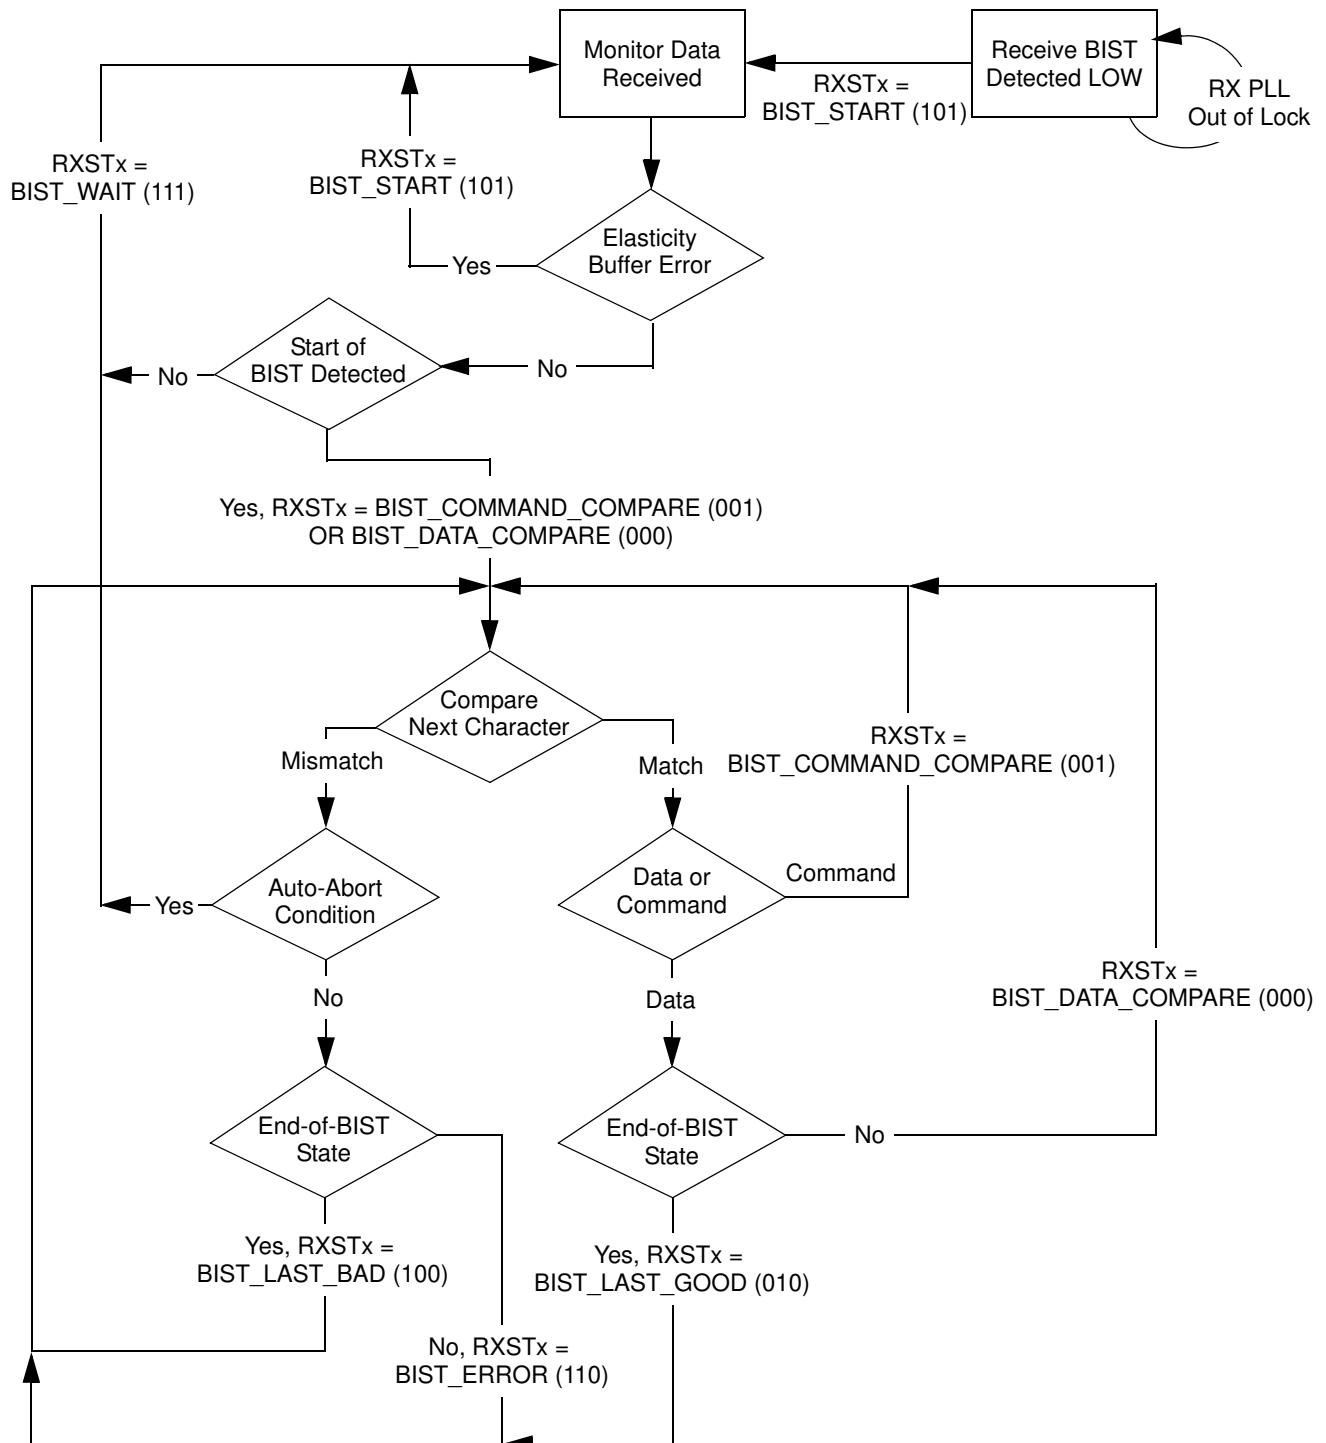 Monitor Data
Received
Receive BIST
Detected LOW
RX PLL
Out of Lock
RXSTx =
BIST_START (101)
RXSTx =
BIST_WAIT (111)
RXSTx =
BIST_START (101)
Elasticity
Buffer Error
Yes
Start of
BIST Detected
No
No
Yes, RXSTx = BIST_COMMAND_COMPARE (001)
OR BIST_DATA_COMPARE (000)
Compare
Next Character
Mismatch
Match
RXSTx =
BIST_COMMAND_COMPARE (001)
Auto-Abort
Condition
Yes
Data or
Command
Command
No
Data
RXSTx =
BIST_DATA_COMPARE (000)
End-of-BIST
State
End-of-BIST
State
No
Yes, RXSTx =
BIST_LAST_BAD (100)
Yes, RXSTx =
BIST_LAST_GOOD (010)
No, RXSTx =
BIST_ERROR (110)